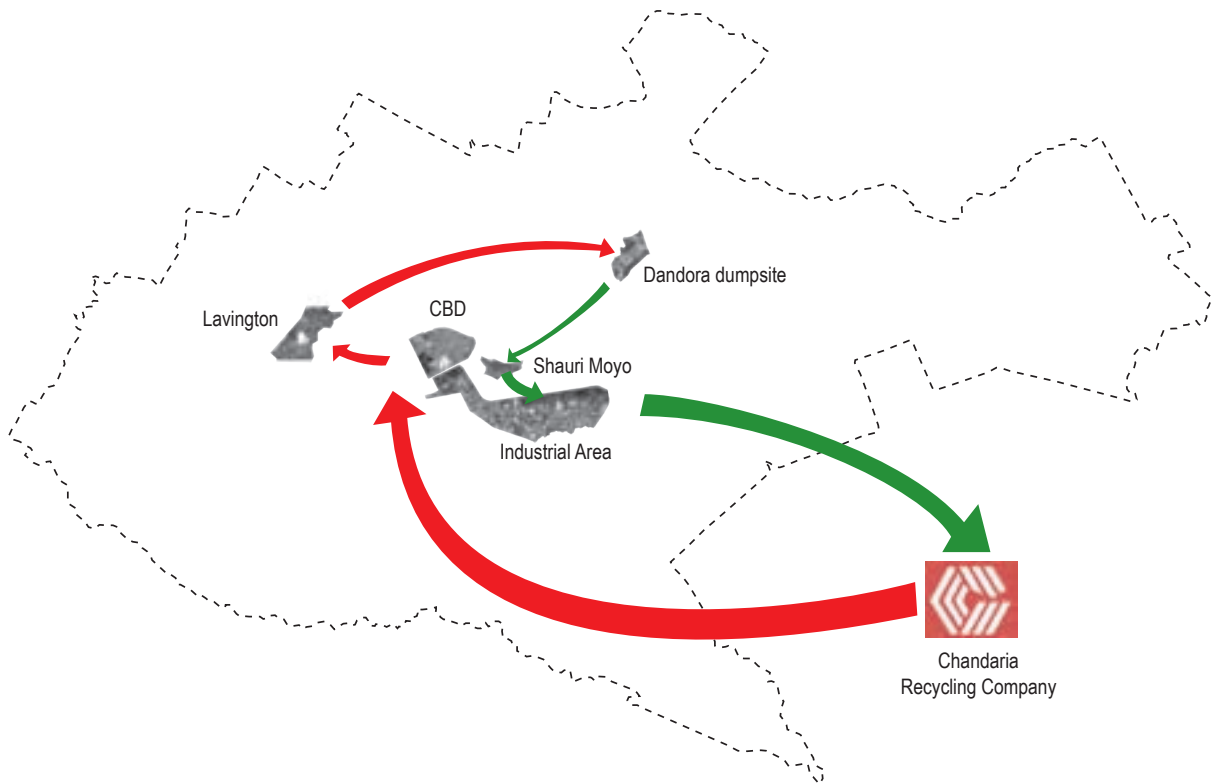 Dandora dumpsite
Lavington
CBD
Shauri Moyo
Industrial Area
Chandaria
Recycling Company